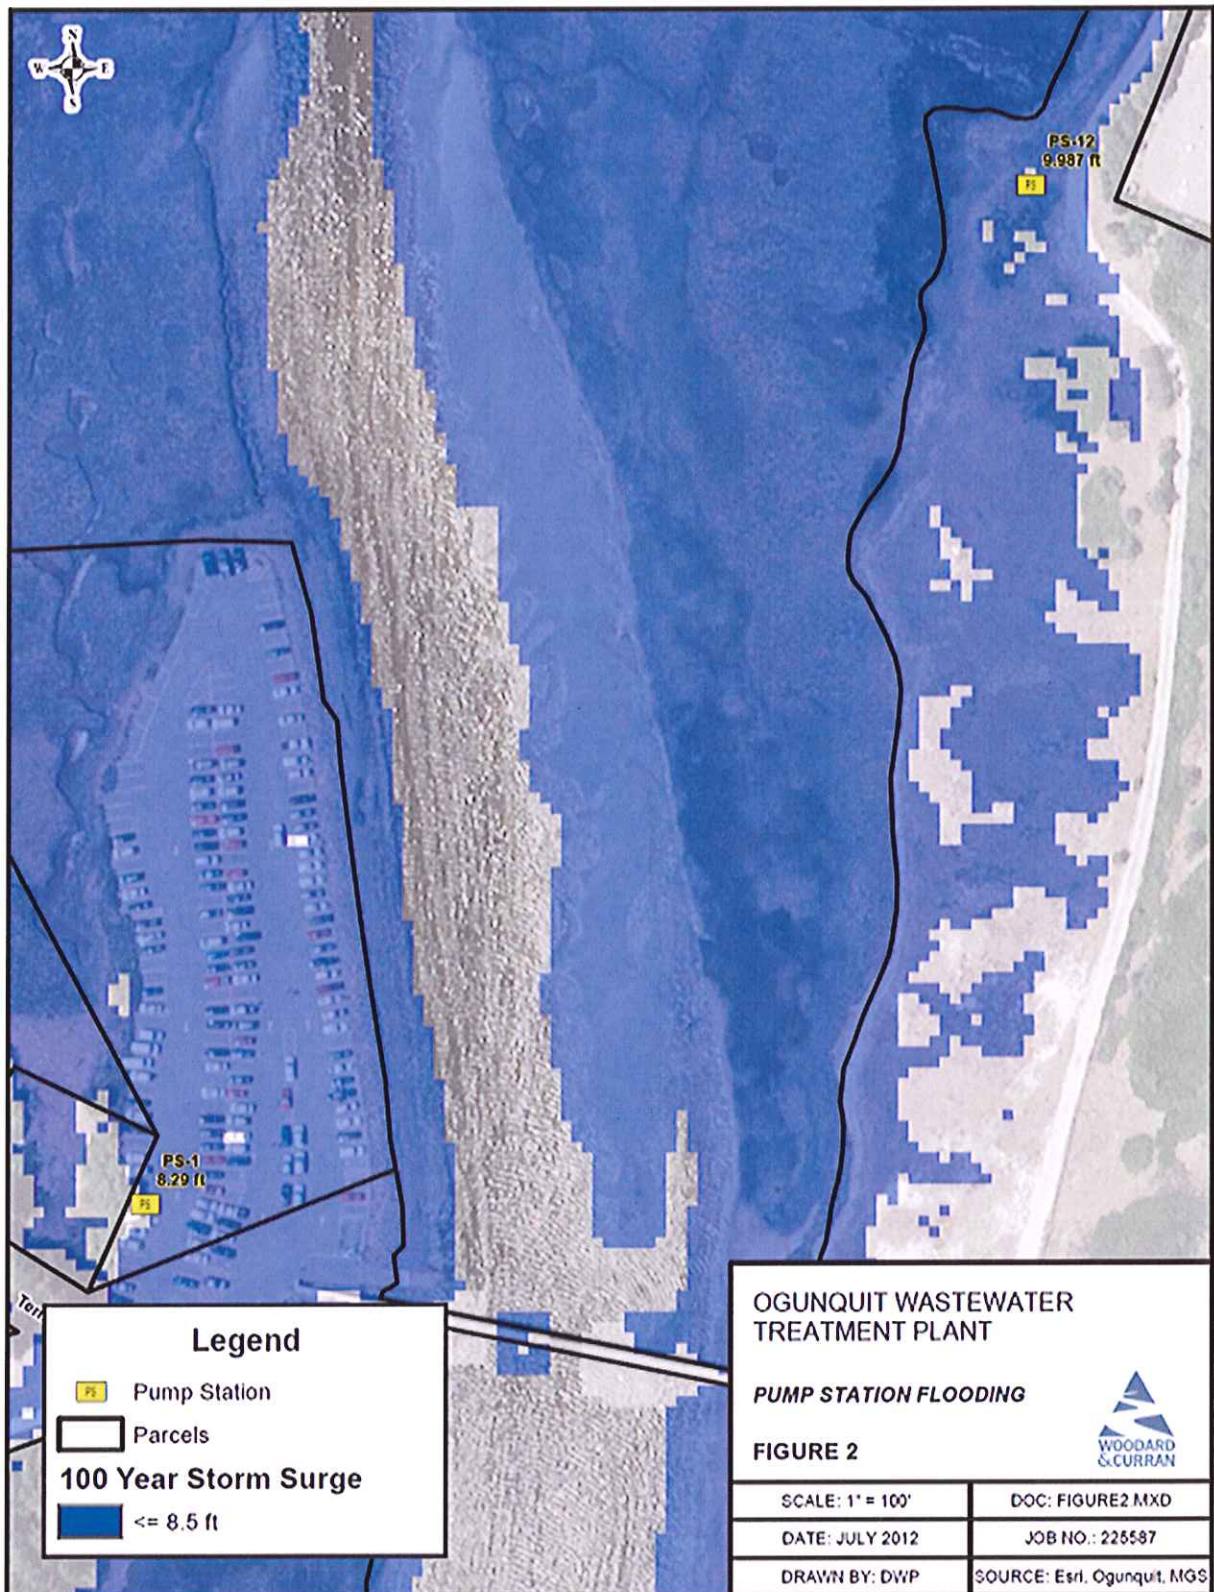 N
W E
S
PS-12
9.987 ft
PS
PS-1
8.29 ft
PS
Legend
PS Pump Station
Parcels
100 Year Storm Surge
<= 8.5 ft
OGUNQUIT WASTEWATER
TREATMENT PLANT
PUMP STATION FLOODING
FIGURE 2
WOODARD
&CURRAN
SCALE: 1" = 100'
DOC: FIGURE2.MXD
DATE: JULY 2012
JOB NO.: 225587
DRAWN BY: DWP
SOURCE: Esri, Ogunquit, MGS